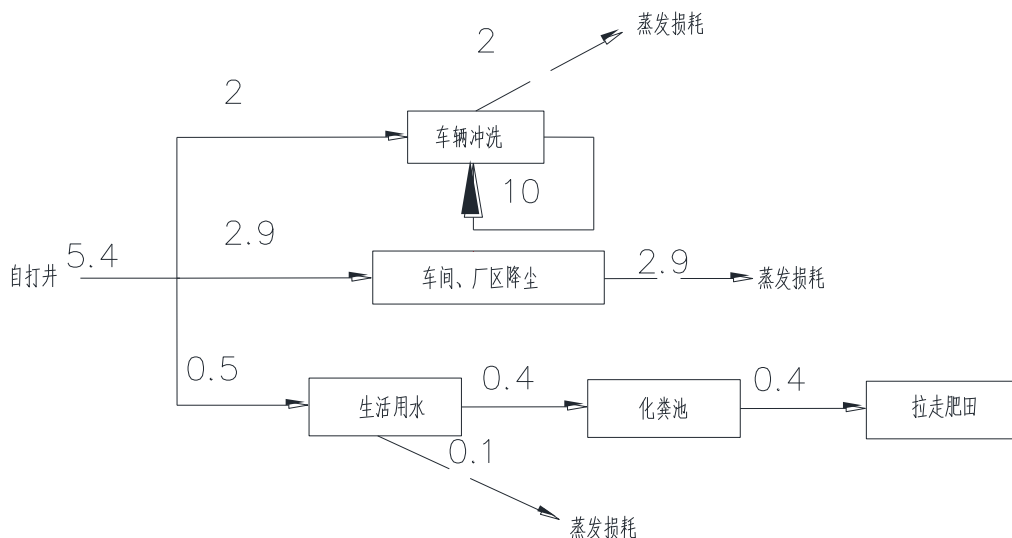 蒸发损耗
2
2
车辆冲洗
10
2.9
5.4
自打井
车间、厂区降尘
2.9
蒸发损耗
0.5
生活用水
0.4
化粪池
0.4
拉走肥田
0.1
蒸发损耗